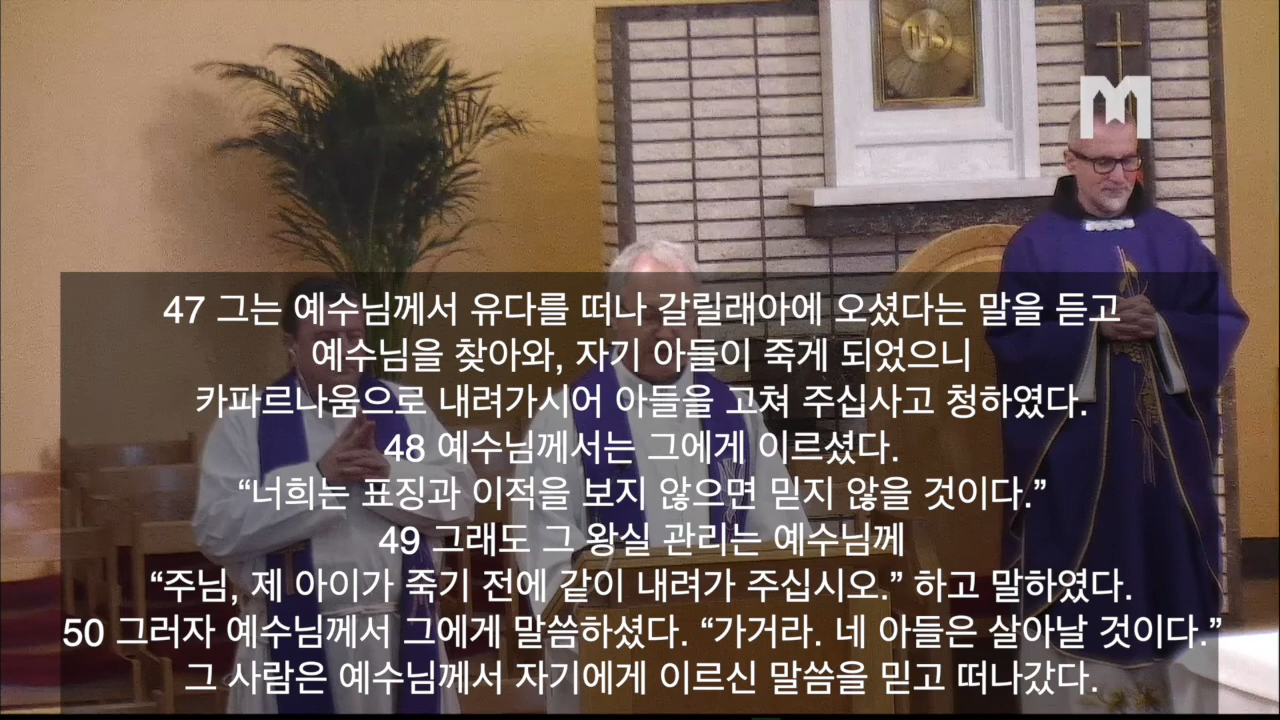 IHS
M
47 그는 예수님께서 유다를 떠나 갈릴래아에 오셨다는 말을 듣고
예수님을 찾아와, 자기 아들이 죽게 되었으니
카파르나움으로 내려가시어 아들을 고쳐 주십사고 청하였다.
48 예수님께서는 그에게 이르셨다.
“너희는 표징과 이적을 보지 않으면 믿지 않을 것이다.”
49 그래도 그 왕실 관리는 예수님께
“주님, 제 아이가 죽기 전에 같이 내려가 주십시오.” 하고 말하였다.
50 그러자 예수님께서 그에게 말씀하셨다. “가거라. 네 아들은 살아날 것이다.”
그 사람은 예수님께서 자기에게 이르신 말씀을 믿고 떠나갔다.